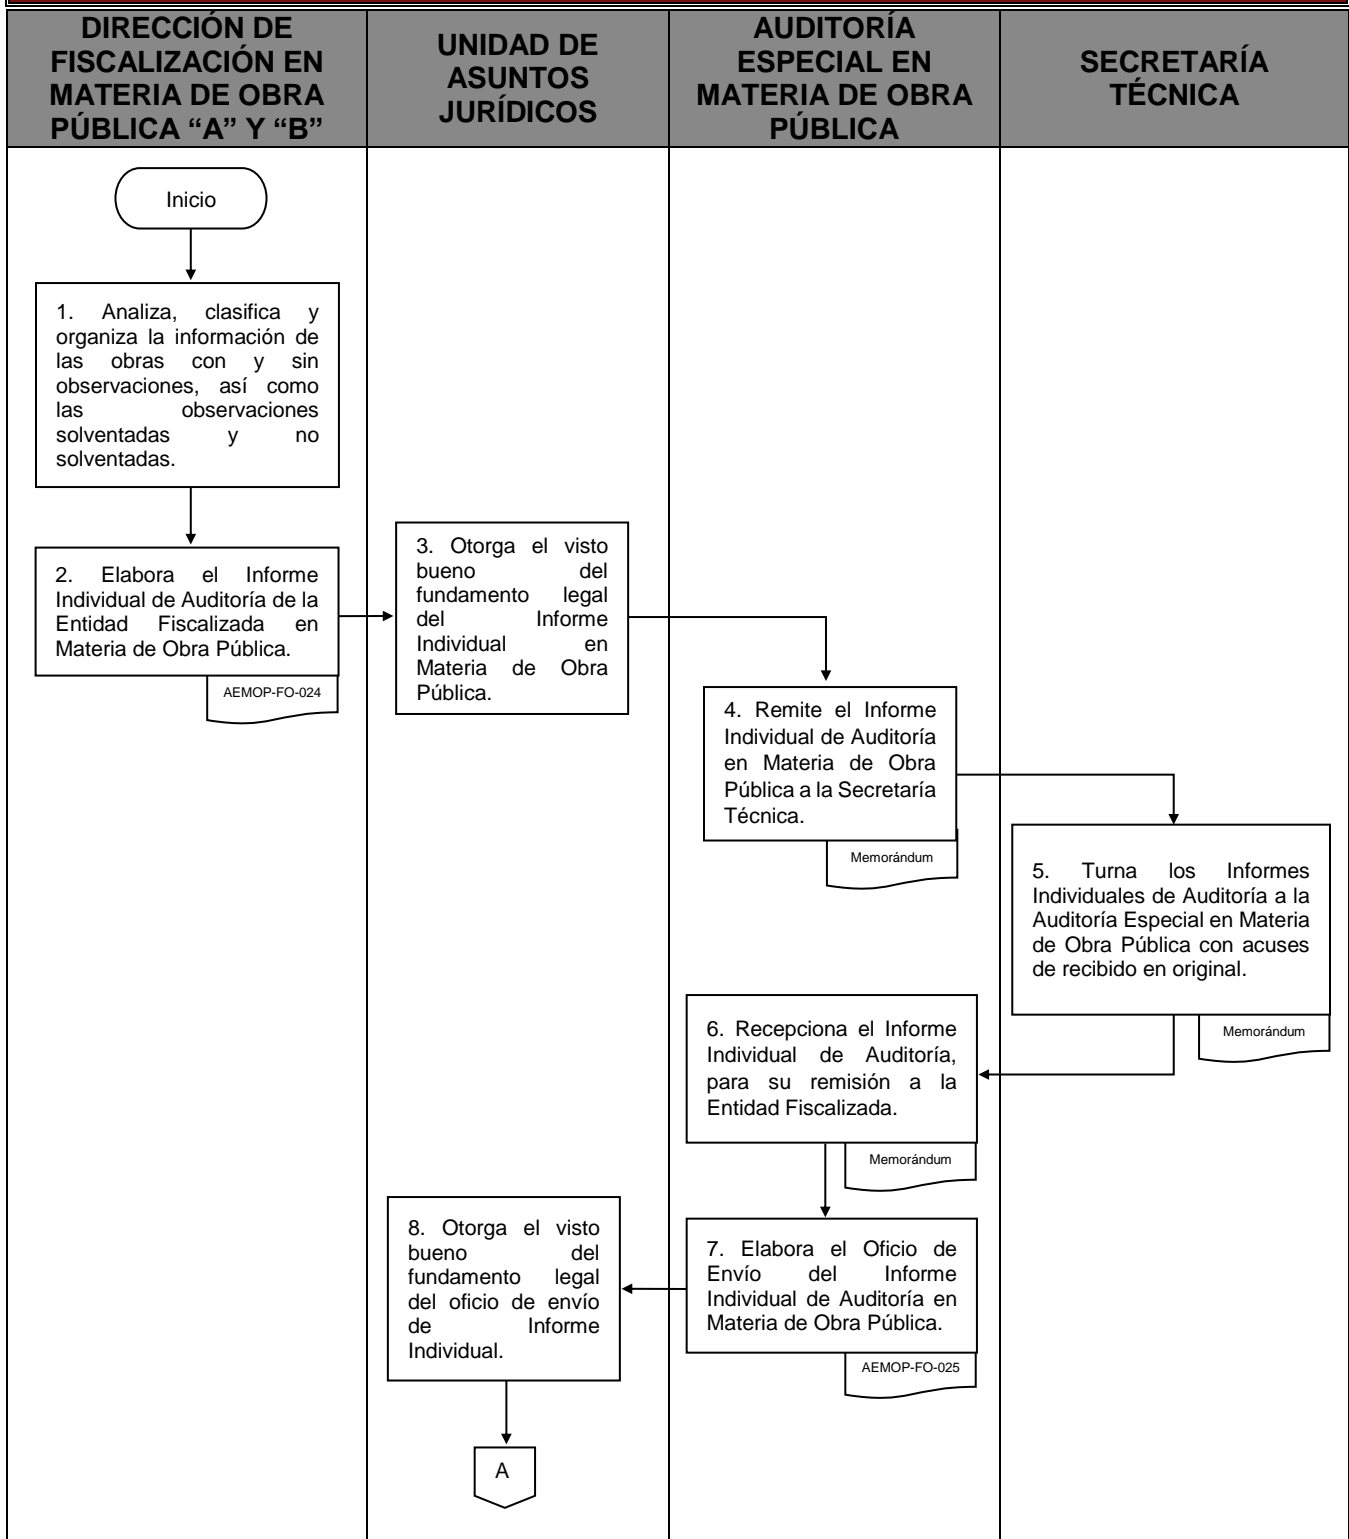 DIRECCIÓN DE
FISCALIZACIÓN EN
MATERIA DE OBRA
PÚBLICA “A” Y “B”
UNIDAD DE
ASUNTOS
JURÍDICOS
AUDITORÍA
ESPECIAL EN
MATERIA DE OBRA
PÚBLICA
SECRETARÍA
TÉCNICA
Inicio
1. Analiza, clasifica y
organiza la información de
las obras con y sin
observaciones, así como
las observaciones
solventadas y no
solventadas.
2. Elabora el Informe
Individual de Auditoría de la
Entidad Fiscalizada en
Materia de Obra Pública.
AEMOP-FO-024
3. Otorga el visto
bueno del
fundamento legal
del Informe
Individual en
Materia de Obra
Pública.
4. Remite el Informe
Individual de Auditoría
en Materia de Obra
Pública a la Secretaría
Técnica.
Memorándum
5. Turna los Informes
Individuales de Auditoría a la
Auditoría Especial en Materia
de Obra Pública con acuses
de recibido en original.
Memorándum
6. Recepciona el Informe
Individual de Auditoría,
para su remisión a la
Entidad Fiscalizada.
Memorándum
7. Elabora el Oficio de
Envío del Informe
Individual de Auditoría en
Materia de Obra Pública.
AEMOP-FO-025
8. Otorga el visto
bueno del
fundamento legal
del oficio de envío
de Informe
Individual.
A